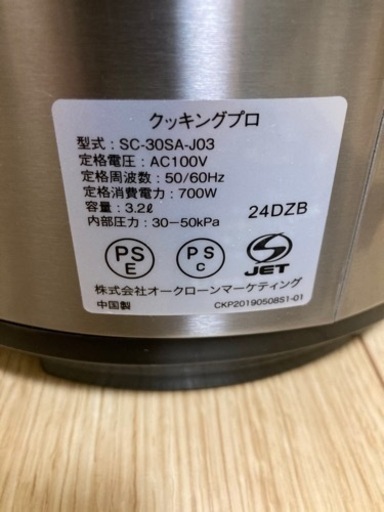 クッキングプロ
型式：SC-30SA-J03
定格電圧：AC100V
定格周波数：50/60Hz
定格消費電力：700W
容量：3.2ℓ
内部圧力：30－50kPa
24DZB
PS
E
PS
C
S
JET
株式会社オークローンマーケティング
中国製
CKP20190508S1-01